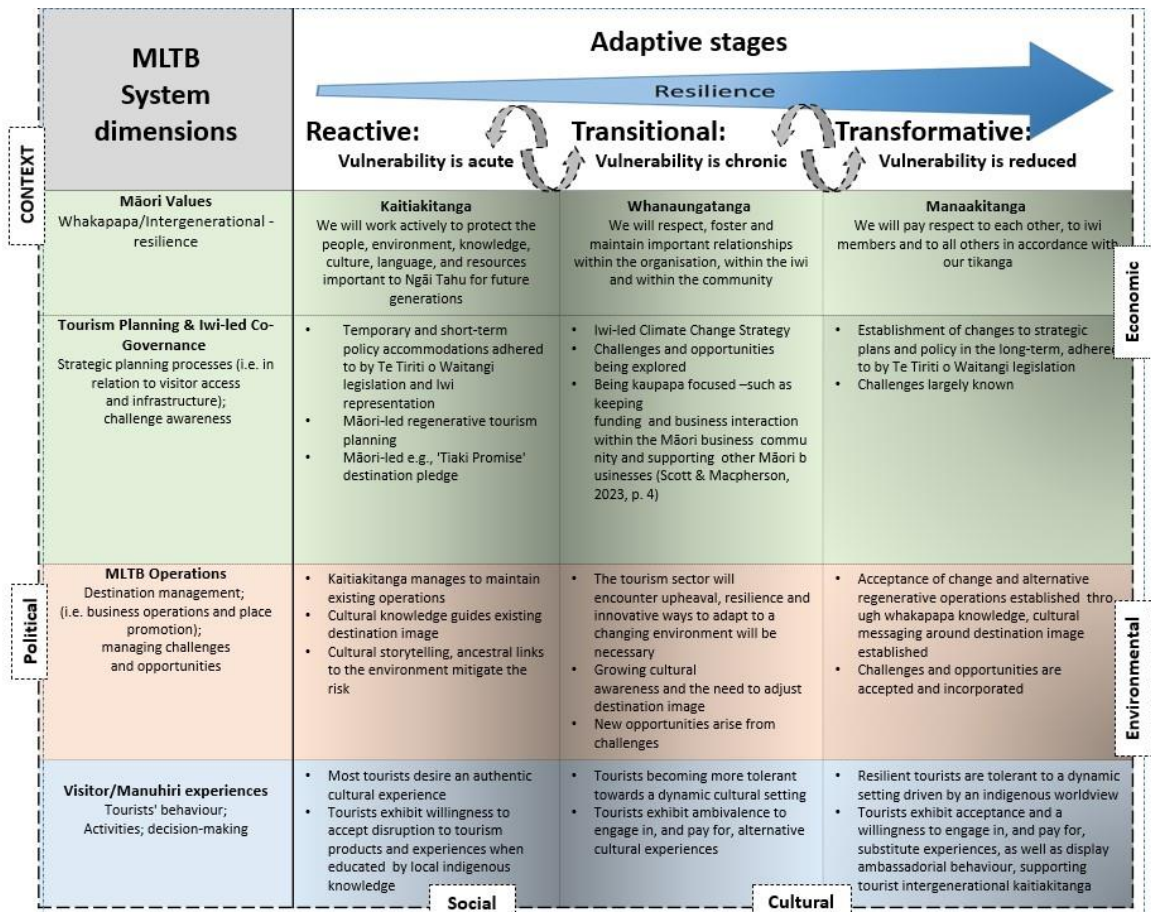 MLTB
System
dimensions
Adaptive stages
Resilience
Reactive:
Vulnerability is acute
Transitional:
Vulnerability is chronic
Transformative:
Vulnerability is reduced
CONTEXT
Māori Values
Whakapapa/Intergenerational -
resilience
Kaitiakitanga
We will work actively to protect the
people, environment, knowledge,
culture, language, and resources
important to Ngāi Tahu for future
generations
Whanaungatanga
We will respect, foster and
maintain important relationships
within the organisation, within the iwi
and within the community
Manaakitanga
We will pay respect to each other, to iwi
members and to all others in accordance with
our tikanga
Economic
Tourism Planning & Iwi-led Co-
Governance
Strategic planning processes (i.e. in
relation to visitor access
and infrastructure);
challenge awareness
• Temporary and short-term
policy accommodations adhered
to by Te Tiriti o Waitangi
legislation and Iwi
representation
• Māori-led regenerative tourism
planning
• Māori-led e.g., 'Tiaki Promise'
destination pledge
• Iwi-led Climate Change Strategy
• Challenges and opportunities
being explored
• Being kaupapa focused –such as
keeping
funding and business interaction
within the Māori business commu
nity and supporting other Māori b
usinesses (Scott & Macpherson,
2023, p. 4)
• Establishment of changes to strategic
plans and policy in the long-term, adhered
to by Te Tiriti o Waitangi legislation
• Challenges largely known
Political
MLTB Operations
Destination management;
(i.e. business operations and place
promotion);
managing challenges
and opportunities
• Kaitiakitanga manages to maintain
existing operations
• Cultural knowledge guides existing
destination image
• Cultural storytelling, ancestral links
to the environment mitigate the
risk
• The tourism sector will
encounter upheaval, resilience and
innovative ways to adapt to a
changing environment will be
necessary
• Growing cultural
awareness and the need to adjust
destination image
• New opportunities arise from
challenges
• Acceptance of change and alternative
regenerative operations established thro
ugh whakapapa knowledge, cultural
messaging around destination image
established
• Challenges and opportunities are
accepted and incorporated
Environmental
Visitor/Manuhiri experiences
Tourists' behaviour;
Activities; decision-making
• Most tourists desire an authentic
cultural experience
• Tourists exhibit willingness to
accept disruption to tourism
products and experiences when
educated by local indigenous
knowledge
• Tourists becoming more tolerant
towards a dynamic cultural setting
• Tourists exhibit ambivalence to
engage in, and pay for, alternative
cultural experiences
• Resilient tourists are tolerant to a dynamic
setting driven by an indigenous worldview
• Tourists exhibit acceptance and a
willingness to engage in, and pay for,
substitute experiences, as well as display
ambassadorial behaviour, supporting
tourist intergenerational kaitiakitanga
Social
Cultural